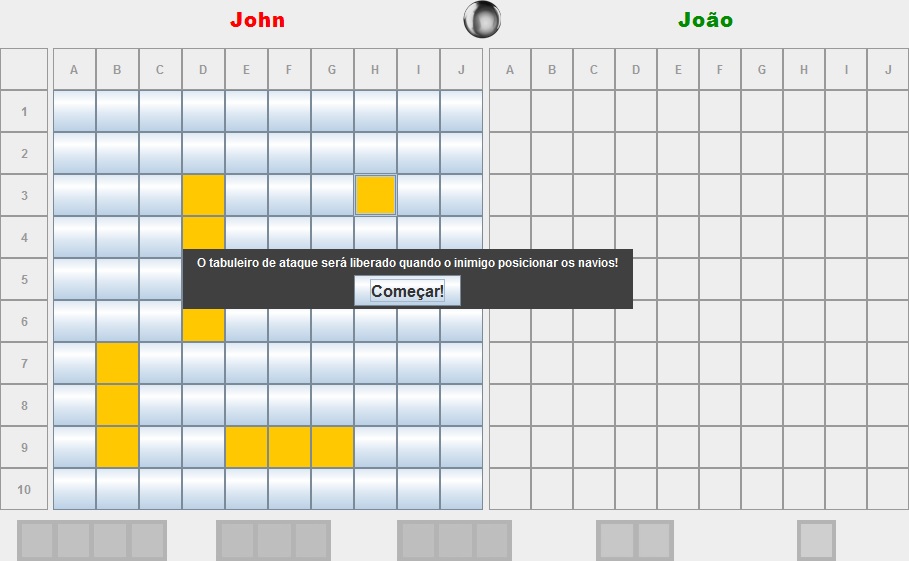 John João
A B C D E F G H I J A B C D E F G H I J
1
2
3
4
O tabuleiro de ataque será liberado quando o inimigo posicionar os navios!
5
Começar!
6
7
8
9
10